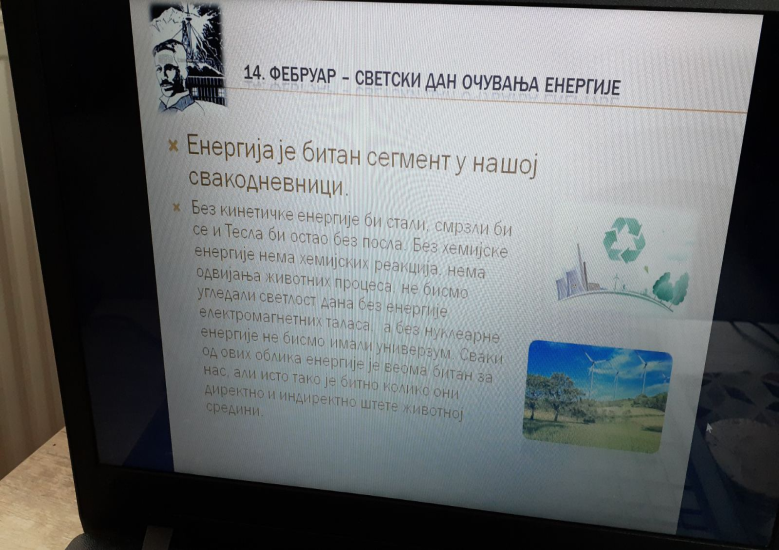 14. ФЕБРУАР – СВЕТСКИ ДАН ОЧУВАЊА ЕНЕРГИЈЕ
Енергија је битан сегмент у нашој
свакодневници.
Без кинетичке енергије би стали, смрзли би
се и Тесла би остао без посла. Без хемијске
енергије нема хемијских реакција, нема
одвијања животних процеса, не бисмо
угледали светлост дана без енергије
електромагнетних таласа, а без нуклеарне
енергије не бисмо имали универзум. Сваки
од ових облика енергије је веома битан за
нас, али исто тако је битно колико они
директно и индиректно штете животној
средини.